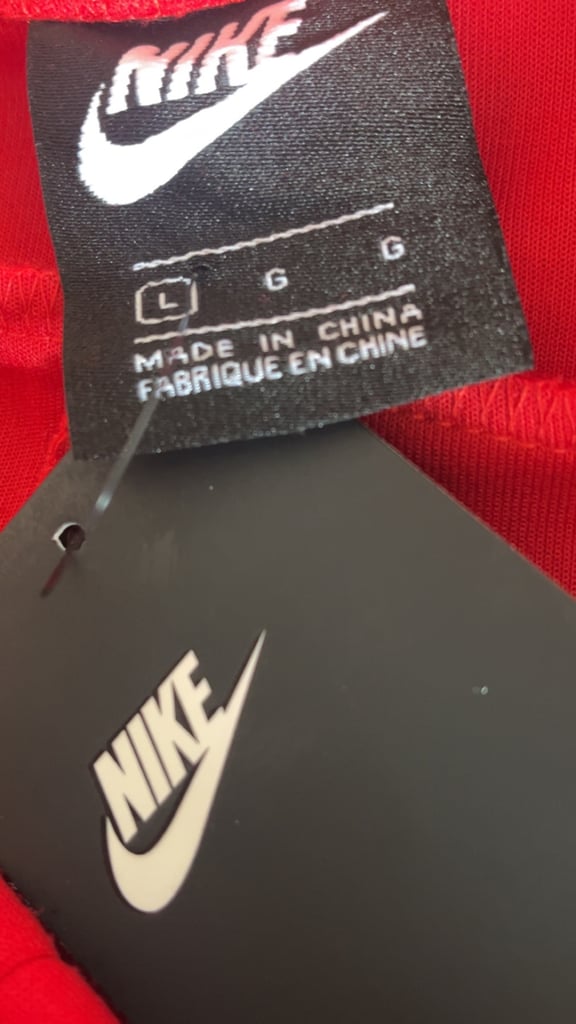 NIKE
L G G
MADE IN CHINA
FABRIQUE EN CHINE
NIKE